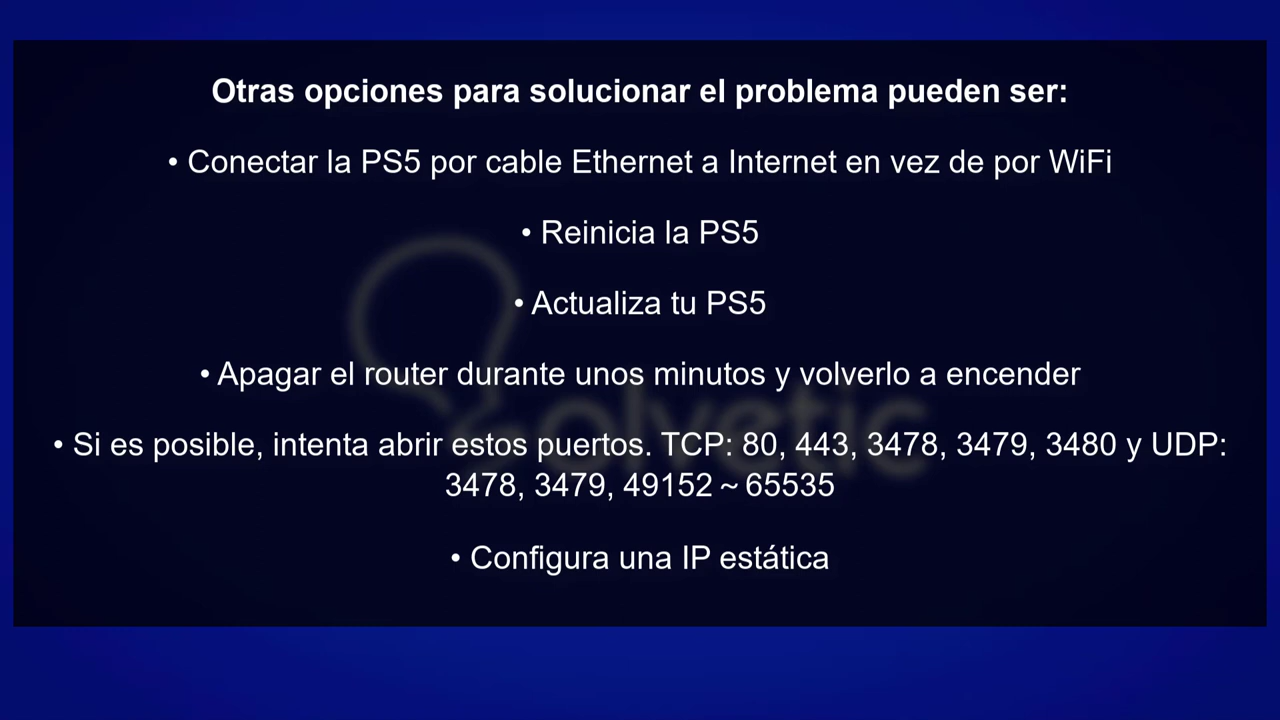 Otras opciones para solucionar el problema pueden ser:
• Conectar la PS5 por cable Ethernet a Internet en vez de por WiFi
• Reinicia la PS5
• Actualiza tu PS5
• Apagar el router durante unos minutos y volverlo a encender
• Si es posible, intenta abrir estos puertos. TCP: 80, 443, 3478, 3479, 3480 y UDP:
3478, 3479, 49152 ~ 65535
• Configura una IP estática
olvetic